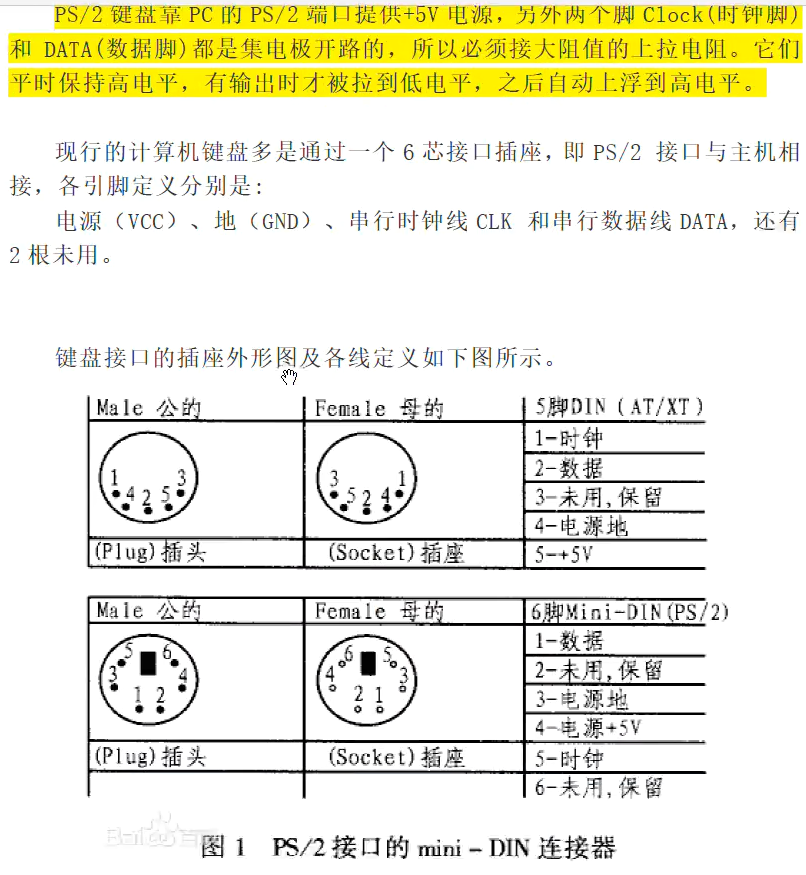 PS/2 键盘靠 PC 的 PS/2 端口提供+5V 电源，另外两个脚 Clock(时钟脚)
和 DATA(数据脚)都是集电极开路的，所以必须接大阻值的上拉电阻。它们
平时保持高电平，有输出时才被拉到低电平，之后自动上浮到高电平。
现行的计算机键盘多是通过一个 6 芯接口插座，即 PS/2 接口与主机相
接，各引脚定义分别是：
电源（VCC）、地（GND）、串行时钟线 CLK 和串行数据线 DATA，还有
2 根未用。
键盘接口的插座外形图及各线定义如下图所示。
Male 公的 Female 母的 5脚DIN (AT/XT)
1-时钟
2-数据
3-未用,保留
4-电源地
5-+5V
1 3 4 2 5
3 1 5 2 4
(Plug)插头 (Socket)插座
Male 公的 Female 母的 6脚Mini-DIN(PS/2)
1-数据
2-未用,保留
3-电源地
4-电源+5V
5-时钟
6-未用,保留
5 6 3 4 1 2
6 5 4 3 2 1
(Plug)插头 (Socket)插座
Bai 百科
图 1 PS/2接口的 mini-DIN 连接器